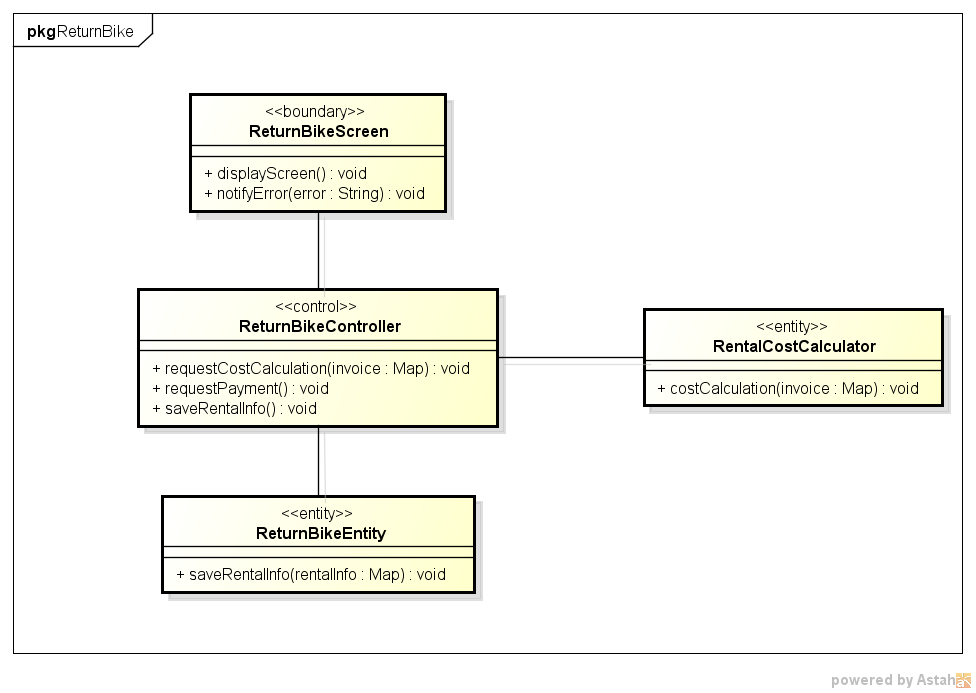 pkgReturnBike
<<boundary>>
ReturnBikeScreen
+ displayScreen() : void
+ notifyError(error : String) : void
<<control>>
ReturnBikeController
+ requestCostCalculation(invoice : Map) : void
+ requestPayment() : void
+ saveRentalInfo() : void
<<entity>>
RentalCostCalculator
+ costCalculation(invoice : Map) : void
<<entity>>
ReturnBikeEntity
+ saveRentalInfo(rentalInfo : Map) : void
powered by Astah